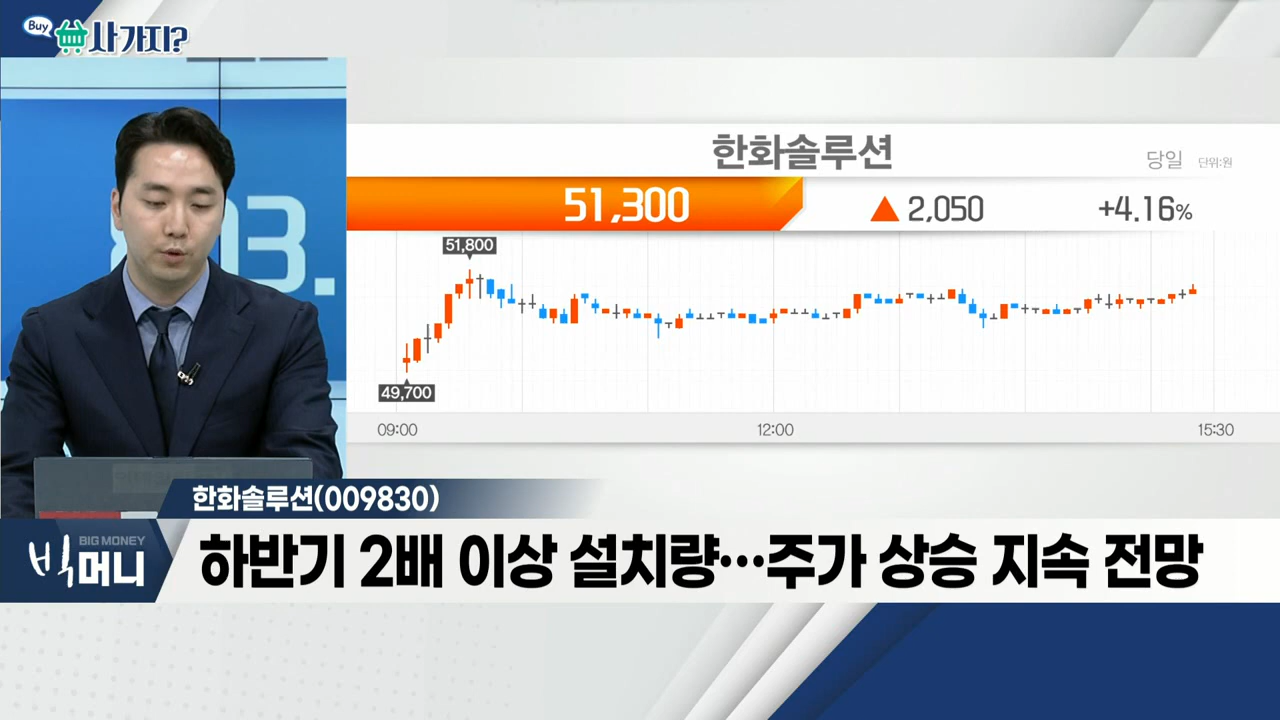 Buy
사가지?
한화솔루션
당일 단위:원
51,300 ▲ 2,050 +4.16%
51,800
49,700
09:00 12:00 15:30
한화솔루션(009830)
BIG MONEY
빅머니
하반기 2배 이상 설치량…주가 상승 지속 전망